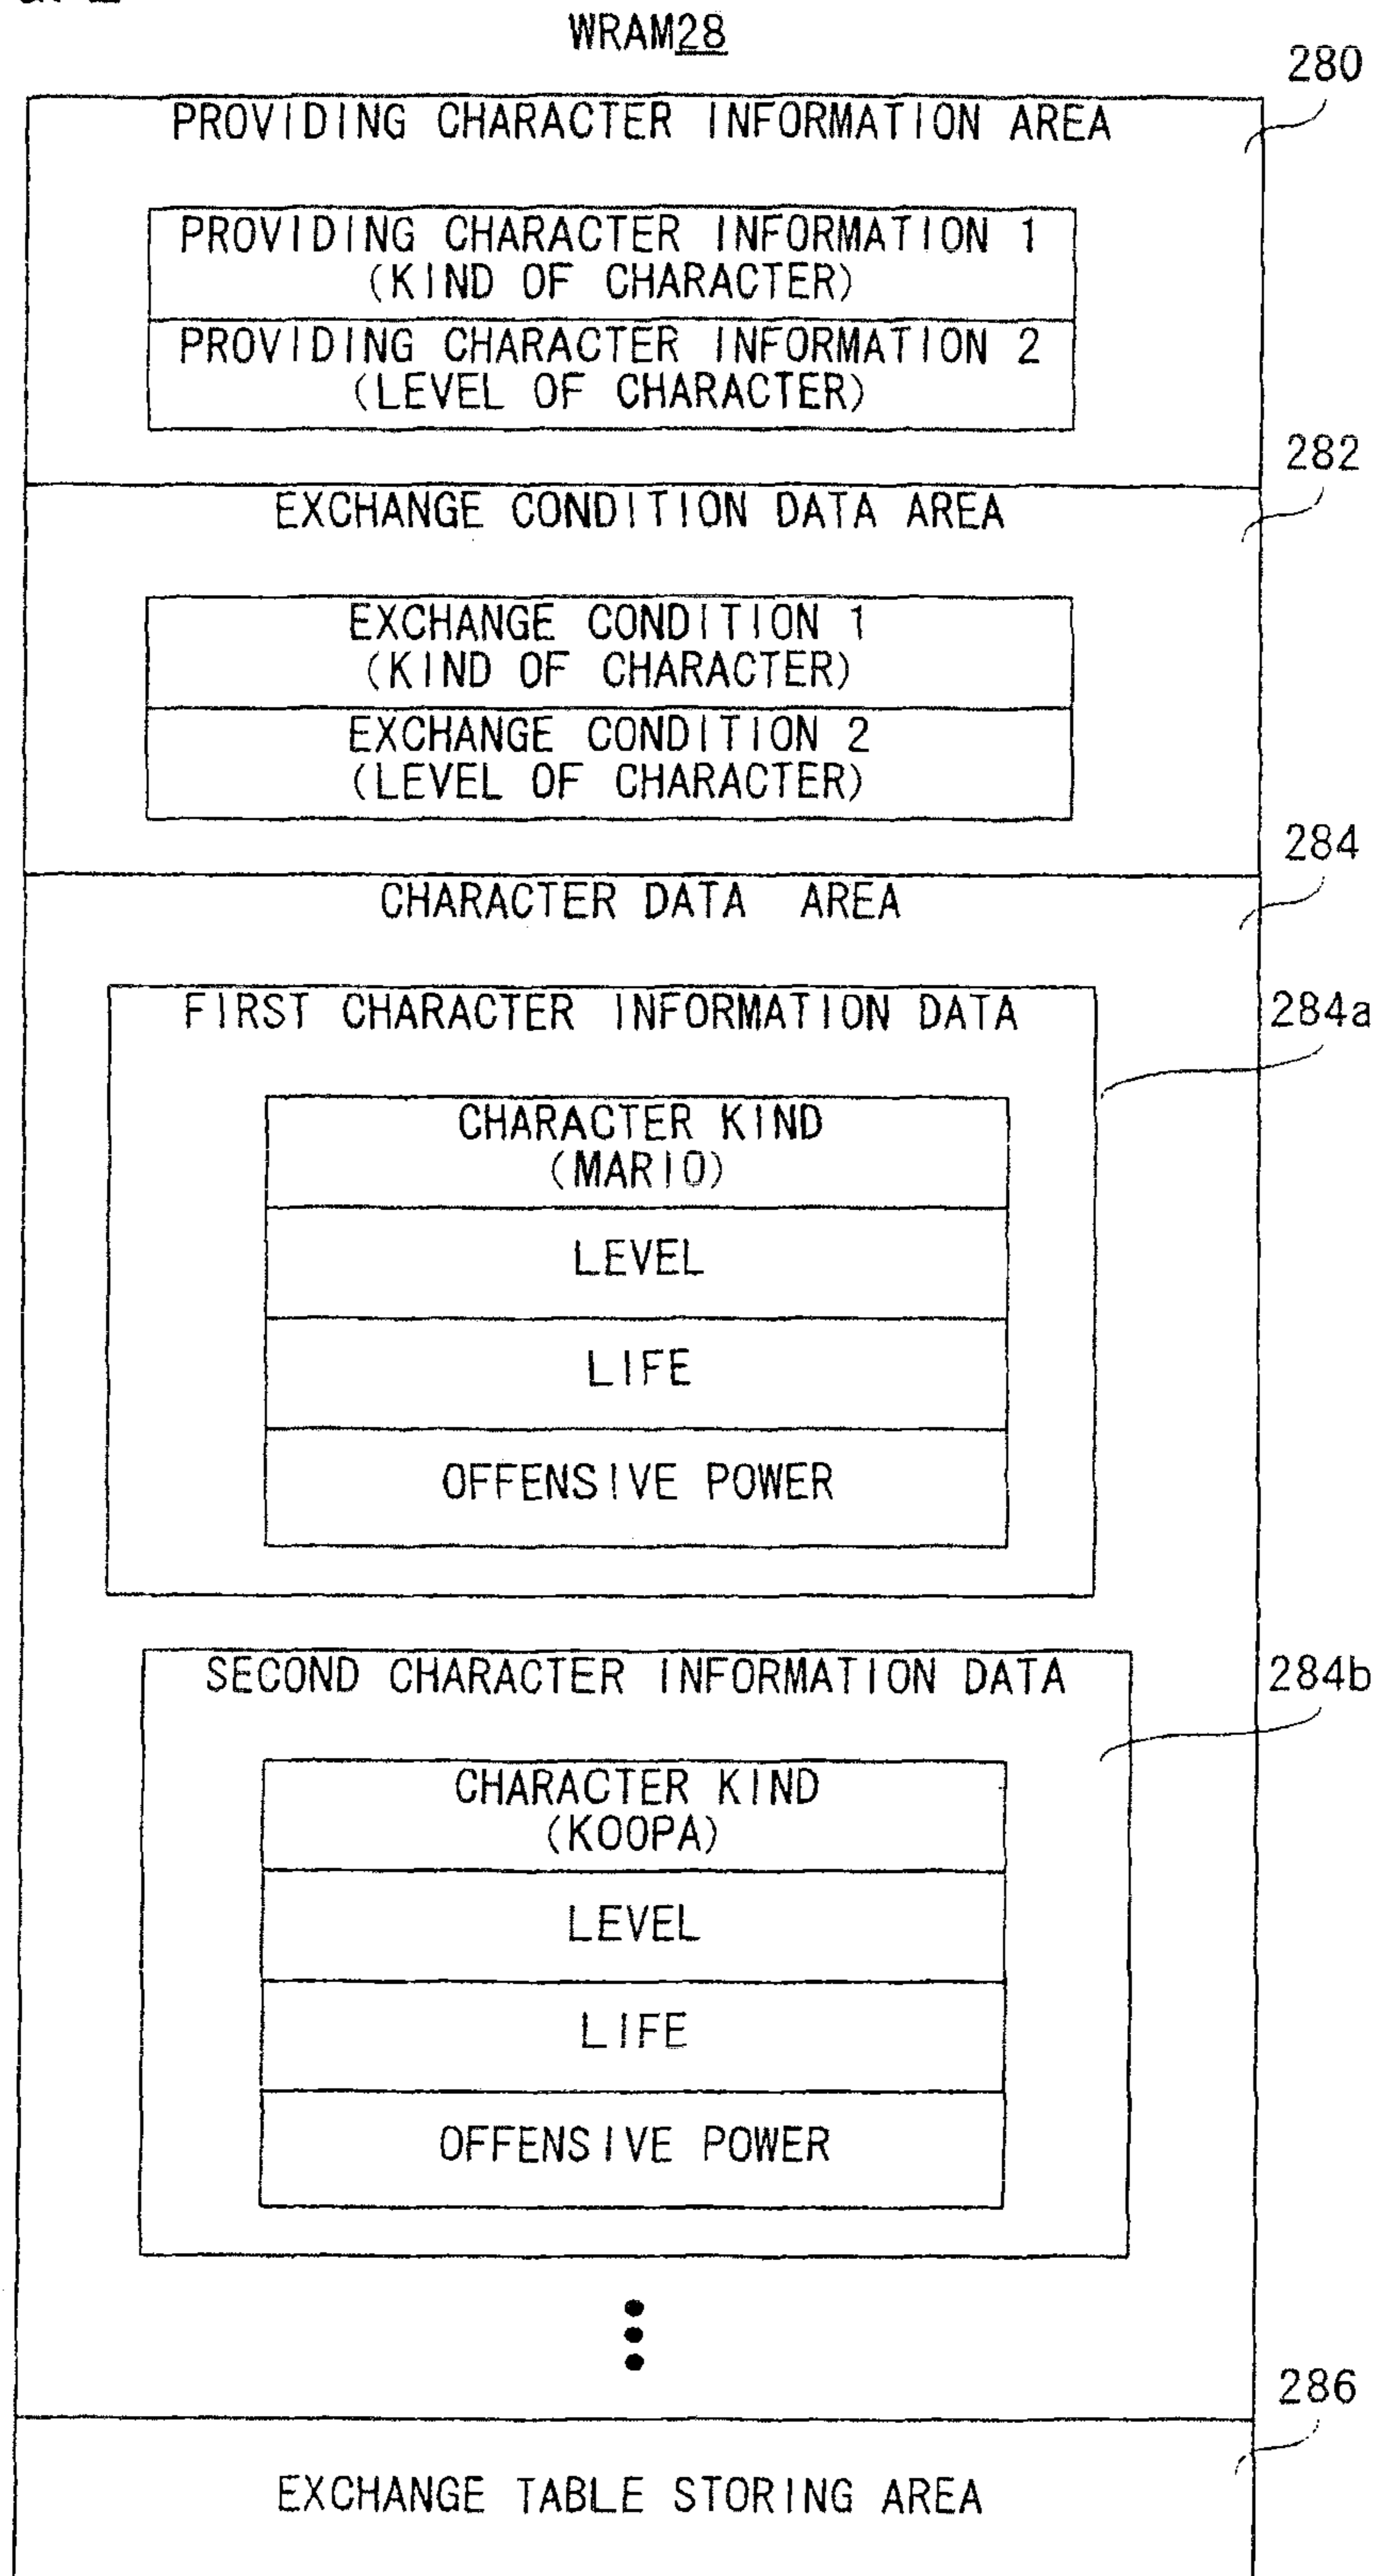 WRAM28
280
PROVIDING CHARACTER INFORMATION AREA
PROVIDING CHARACTER INFORMATION 1
(KIND OF CHARACTER)
PROVIDING CHARACTER INFORMATION 2
(LEVEL OF CHARACTER)
282
EXCHANGE CONDITION DATA AREA
EXCHANGE CONDITION 1
(KIND OF CHARACTER)
EXCHANGE CONDITION 2
(LEVEL OF CHARACTER)
284
CHARACTER DATA AREA
284a
FIRST CHARACTER INFORMATION DATA
CHARACTER KIND
(MARIO)
LEVEL
LIFE
OFFENSIVE POWER
284b
SECOND CHARACTER INFORMATION DATA
CHARACTER KIND
(KOOPA)
LEVEL
LIFE
OFFENSIVE POWER
286
EXCHANGE TABLE STORING AREA